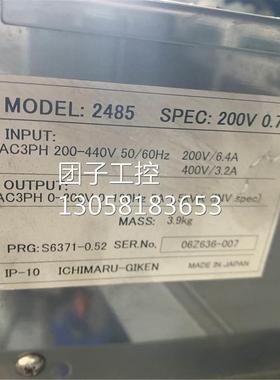 MODEL: 2485 SPEC: 200V 0.7
INPUT:
AC3PH 200-440V 50/60Hz 200V/6.4A
400V/3.2A
OUTPUT:
团子工控
AC3PH
13058183653
MASS: 3.9kg
PRG: S6371-0.52 SER.No. 06Z636-007
IP-10 ICHIMARU-GIKEN MADE IN JAPAN